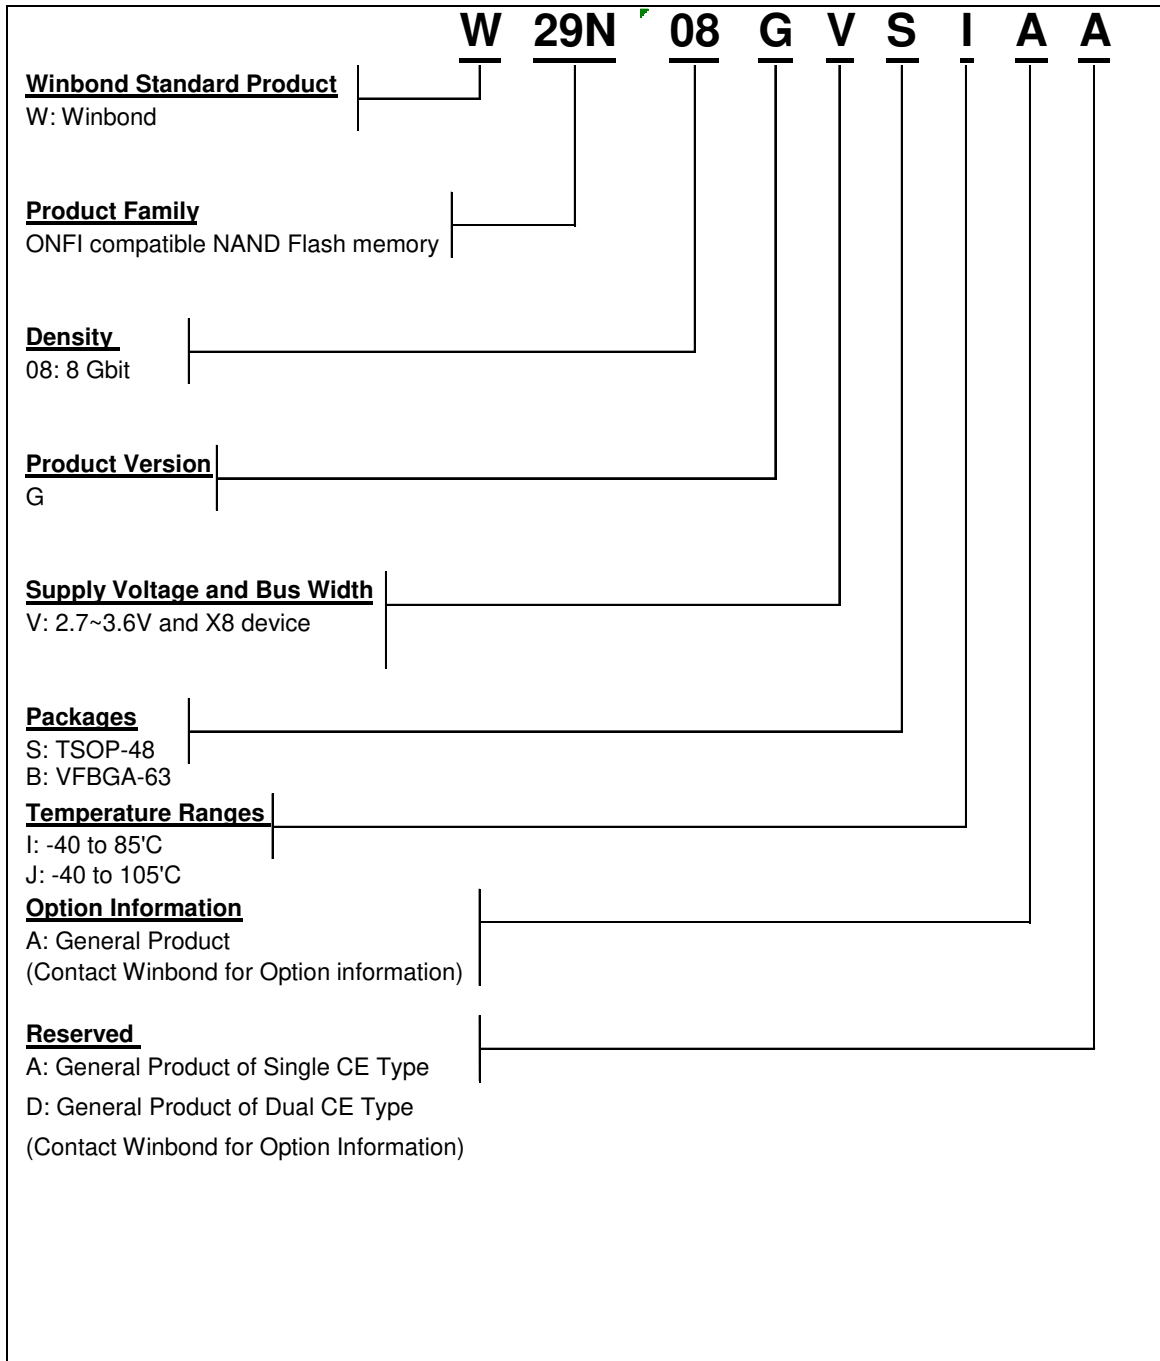 W 29N 08 G V S I A A
Winbond Standard Product
W: Winbond
Product Family
ONFI compatible NAND Flash memory
Density
08: 8 Gbit
Product Version
G
Supply Voltage and Bus Width
V: 2.7~3.6V and X8 device
Packages
S: TSOP-48
B: VFBGA-63
Temperature Ranges
I: -40 to 85'C
J: -40 to 105'C
Option Information
A: General Product
(Contact Winbond for Option information)
Reserved
A: General Product of Single CE Type
D: General Product of Dual CE Type
(Contact Winbond for Option Information)